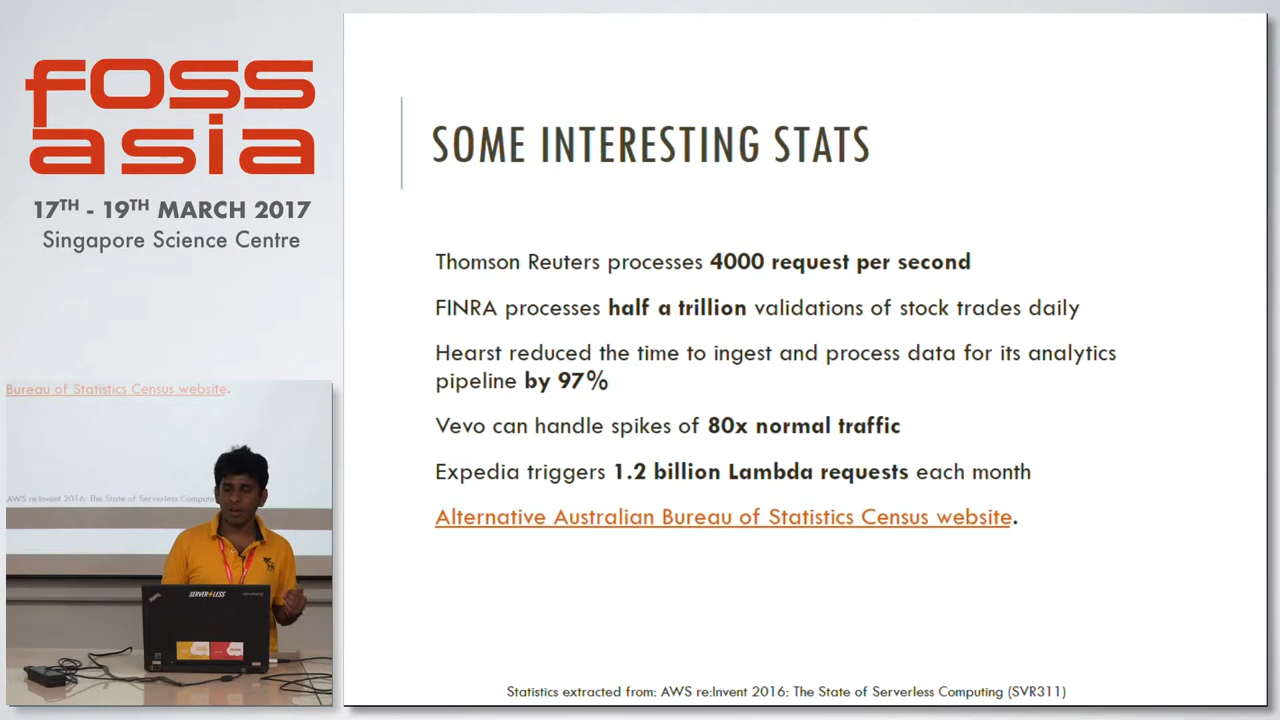 foss
asia
17TH - 19TH MARCH 2017
Singapore Science Centre
SOME INTERESTING STATS
Thomson Reuters processes 4000 request per second
FINRA processes half a trillion validations of stock trades daily
Hearst reduced the time to ingest and process data for its analytics
pipeline by 97%
Vevo can handle spikes of 80x normal traffic
Expedia triggers 1.2 billion Lambda requests each month
Alternative Australian Bureau of Statistics Census website.
Statistics extracted from: AWS re:Invent 2016: The State of Serverless Computing (SVR311)
Bureau of Statistics Census website.
AWS re:Invent 2016: The State of Serverless Computin
SERVERLESS